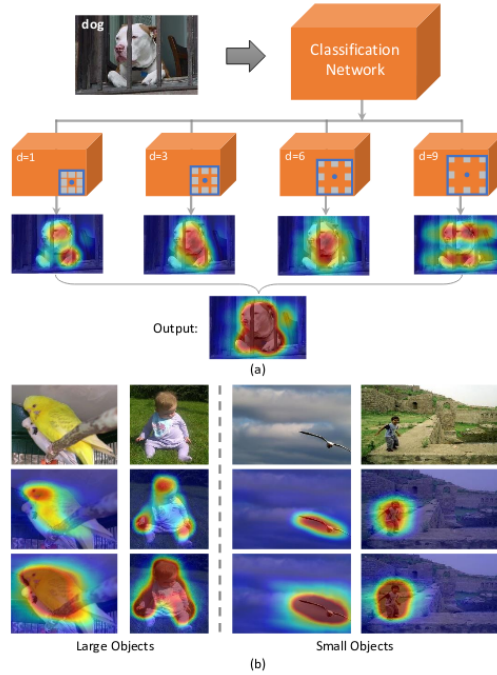 dog
Classification
Network
d=1
d=3
d=6
d=9
Output:
(a)
Large Objects
Small Objects
(b)